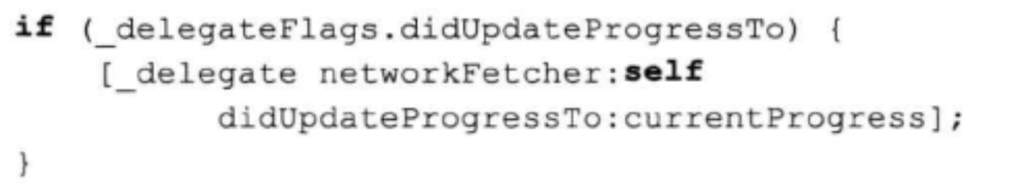 if (_delegateFlags.didUpdateProgressTo) {
    [_delegate networkFetcher:self
          didUpdateProgressTo:currentProgress];
}